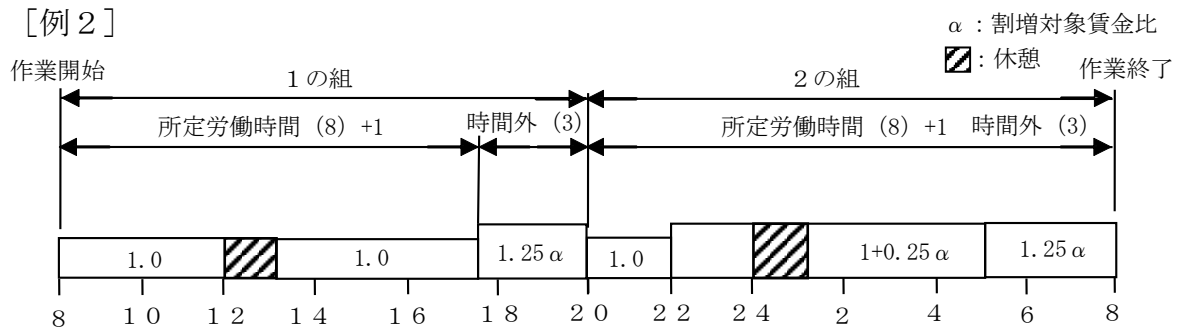 ［例２］
α：割増対象賃金比
：休憩
作業開始
作業終了
１の組
２の組
所定労働時間（8）+1
時間外（3）
所定労働時間（8）+1
時間外（3）
1.0
1.0
1.25α
1.0
1+0.25α
1.25α
8
１０
１２
１４
１６
１８
２０
２２
２４
2
4
6
8